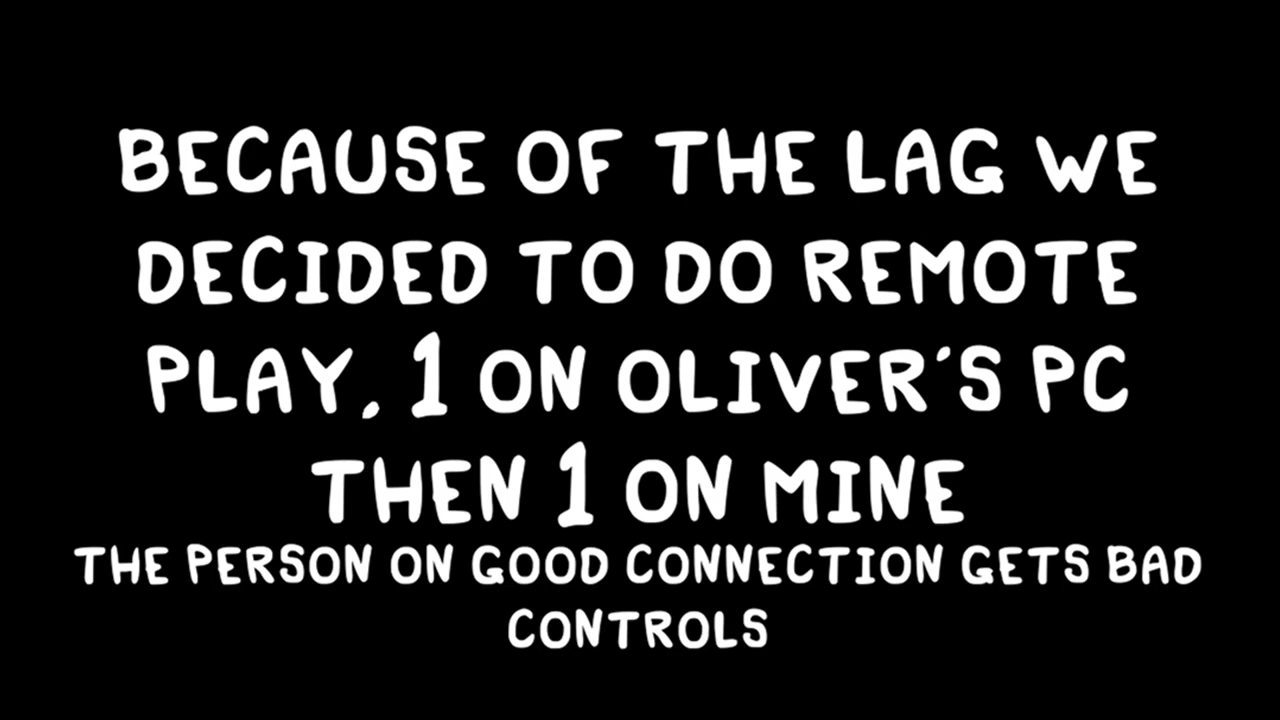 BECAUSE OF THE LAG WE
DECIDED TO DO REMOTE
PLAY, 1 ON OLIVER'S PC
THEN 1 ON MINE
THE PERSON ON GOOD CONNECTION GETS BAD
CONTROLS